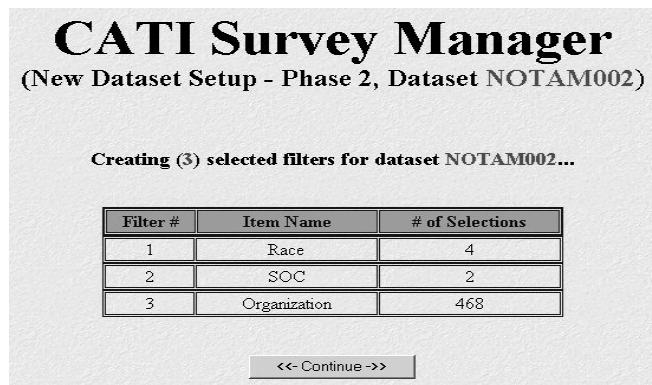 CATI Survey Manager
(New Dataset Setup - Phase 2, Dataset NOTAM002)
Creating (3) selected filters for dataset NOTAM002...
Filter # Item Name # of Selections
1 Race 4
2 SOC 2
3 Organization 468
<<- Continue ->>